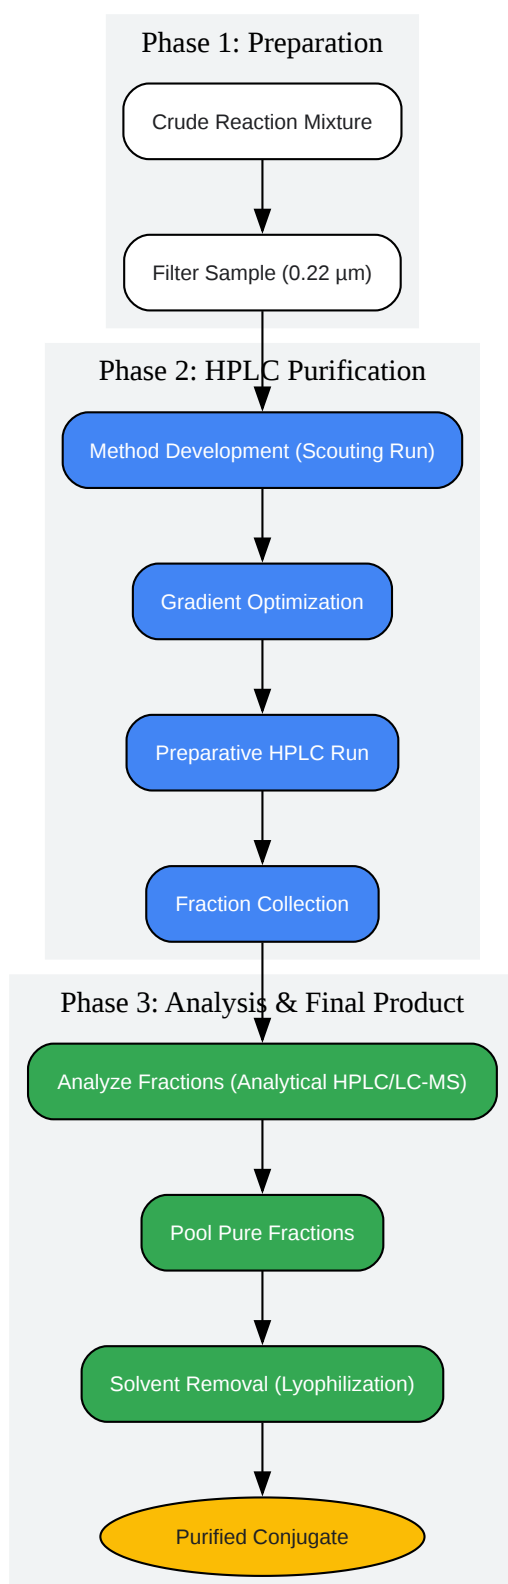 Phase 1: Preparation
Crude Reaction Mixture
Filter Sample (0.22 µm)
Phase 2: HPLC Purification
Method Development (Scouting Run)
Gradient Optimization
Preparative HPLC Run
Fraction Collection
Phase 3: Analysis & Final Product
Analyze Fractions (Analytical HPLC/LC-MS)
Pool Pure Fractions
Solvent Removal (Lyophilization)
Purified Conjugate